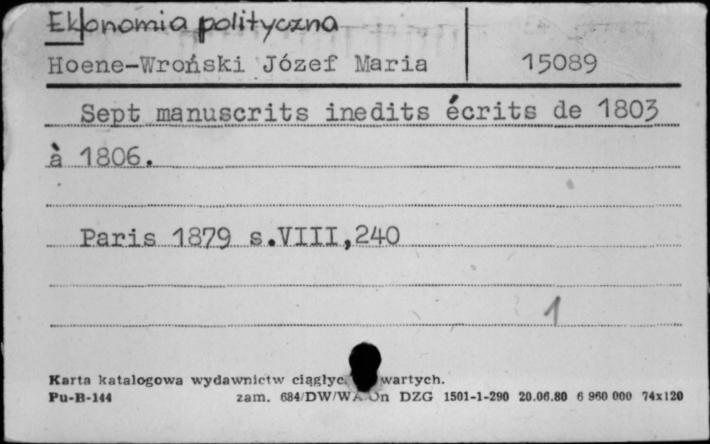 Ekonomia polityczna
Hoene-Wroński Józef Maria 15089
Sept manuscrits inedits écrits de 1803
à 1806.
Paris 1879 s.VIII,240
1
Karta katalogowa wydawnictw wartych.
Pu-B-144 zam. 684/DW/WA DZG 1501-1-290 20.06.80 6 960 000 74x120